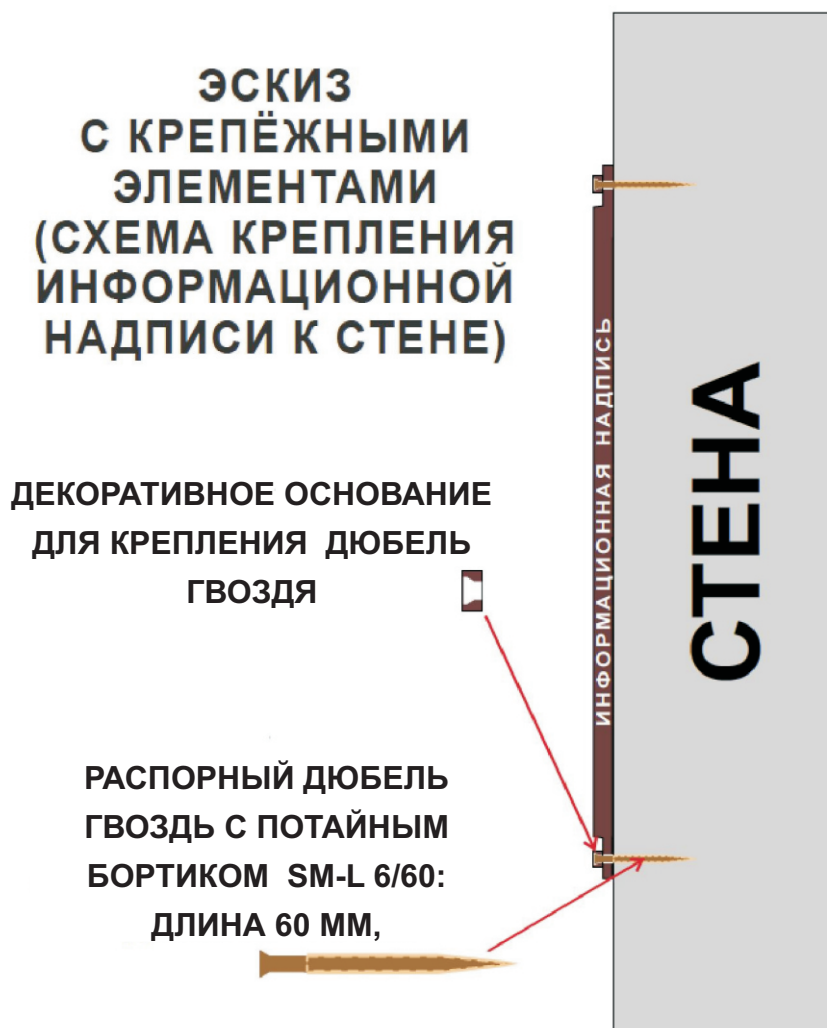 ЭСКИЗ
С КРЕПЁЖНЫМИ
ЭЛЕМЕНТАМИ
(СХЕМА КРЕПЛЕНИЯ
ИНФОРМАЦИОННОЙ
НАДПИСИ К СТЕНЕ)
ДЕКОРАТИВНОЕ ОСНОВАНИЕ
ДЛЯ КРЕПЛЕНИЯ ДЮБЕЛЬ
ГВОЗДЯ
РАСПОРНЫЙ ДЮБЕЛЬ
ГВОЗДЬ С ПОТАЙНЫМ
БОРТИКОМ SM-L 6/60:
ДЛИНА 60 ММ,
ИНФОРМАЦИОННАЯ НАДПИСЬ
СТЕНА